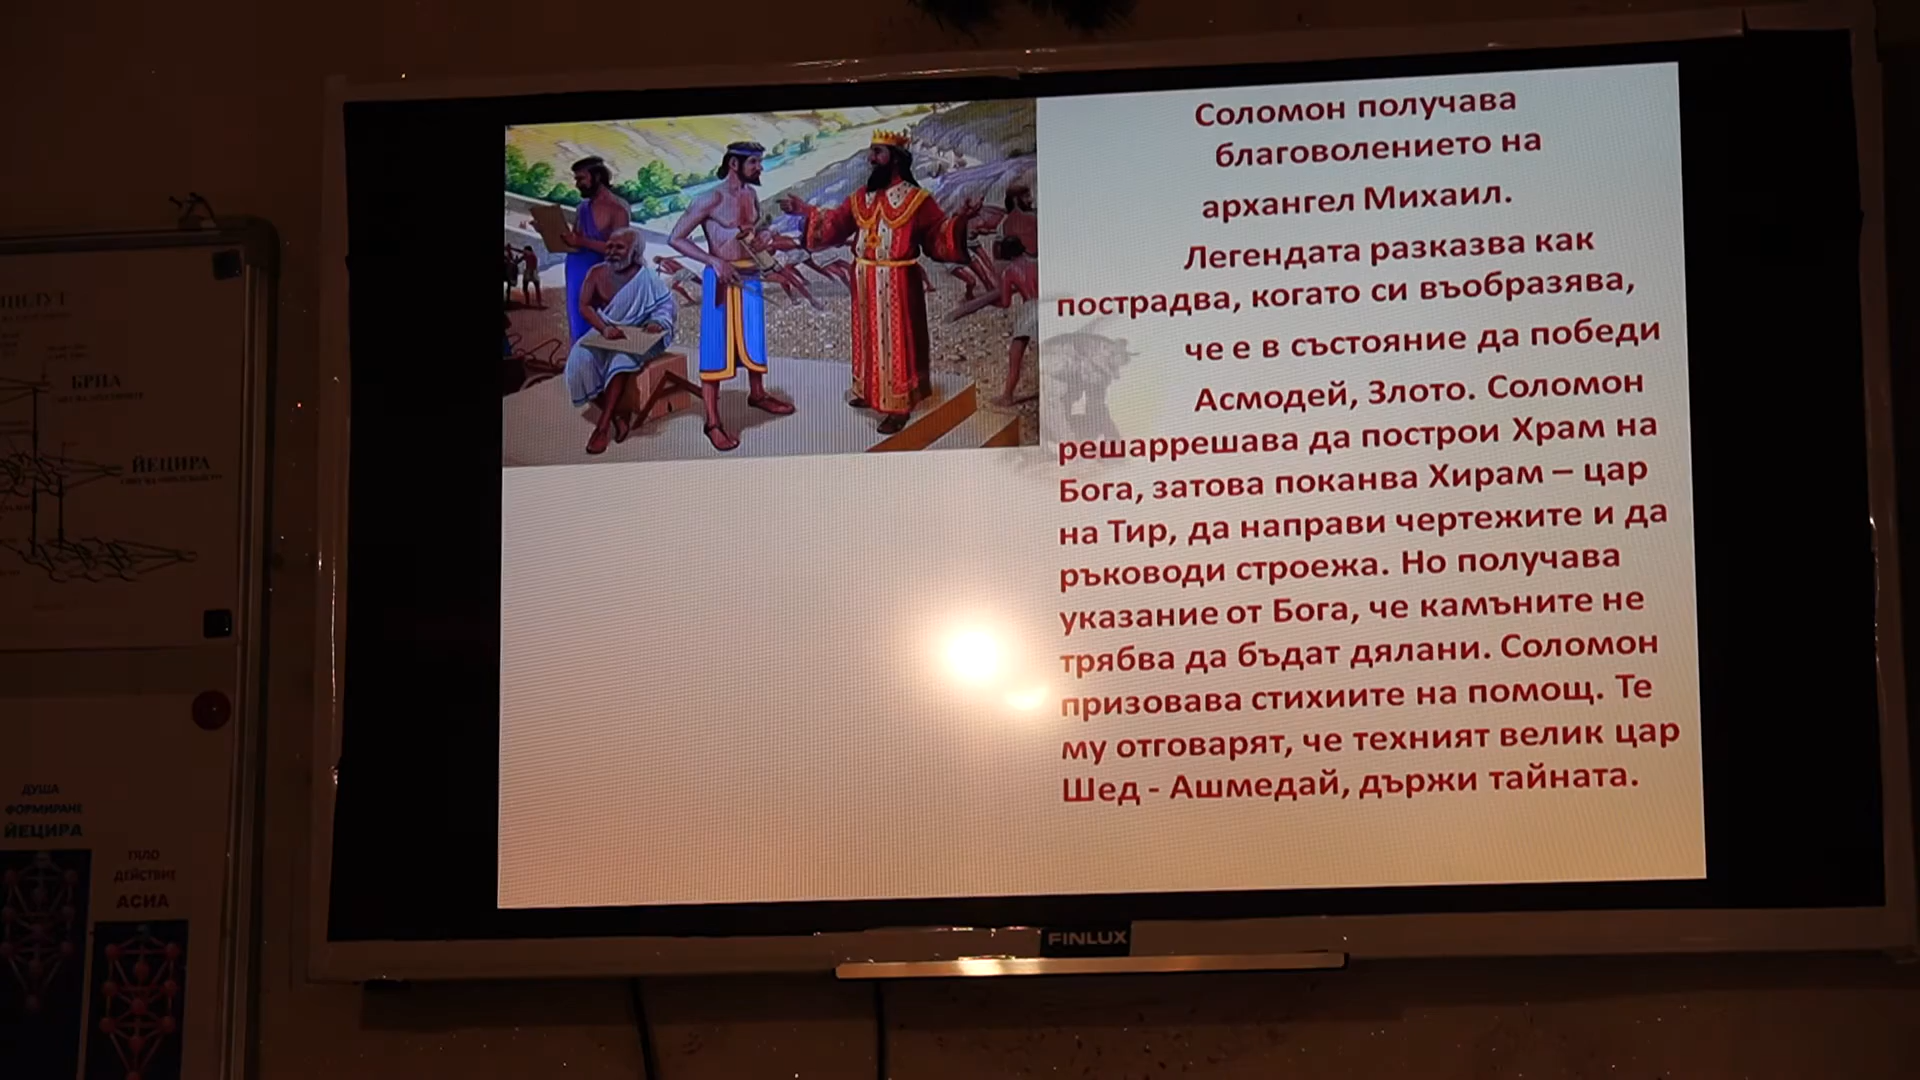 Соломон получава
благоволението на
архангел Михаил.
Легендата разказва как
пострадва, когато си въобразява,
че е в състояние да победи
Асмодей, Злото. Соломон
решаррешава да построи Храм на
Бога, затова поканва Хирам – цар
на Тир, да направи чертежите и да
ръководи строежа. Но получава
указание от Бога, че камъните не
трябва да бъдат дялани. Соломон
призовава стихиите на помощ. Те
му отговарят, че техният велик цар
Шед - Ашмедай, държи тайната.
FINLUX
БРИА
ЙЕЦИРА
ДУША
ФОРМИРАНЕ
ЙЕЦИРА
ТЯЛО
ДЕЙСТВИЕ
АСИА